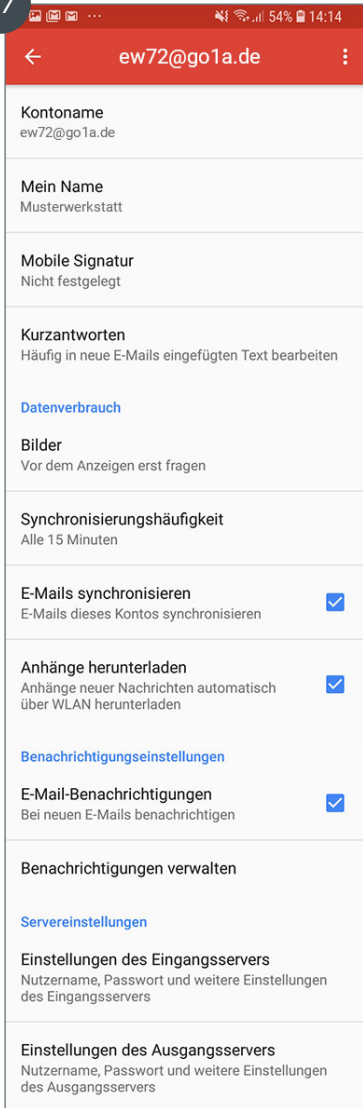 7
54% 14:14
ew72@go1a.de
Kontoname
ew72@go1a.de
Mein Name
Musterwerkstatt
Mobile Signatur
Nicht festgelegt
Kurzantworten
Häufig in neue E-Mails eingefügten Text bearbeiten
Datenverbrauch
Bilder
Vor dem Anzeigen erst fragen
Synchronisierungshäufigkeit
Alle 15 Minuten
E-Mails synchronisieren
E-Mails dieses Kontos synchronisieren
Anhänge herunterladen
Anhänge neuer Nachrichten automatisch
über WLAN herunterladen
Benachrichtigungseinstellungen
E-Mail-Benachrichtigungen
Bei neuen E-Mails benachrichtigen
Benachrichtigungen verwalten
Servereinstellungen
Einstellungen des Eingangsservers
Nutzername, Passwort und weitere Einstellungen
des Eingangsservers
Einstellungen des Ausgangsservers
Nutzername, Passwort und weitere Einstellungen
des Ausgangsservers